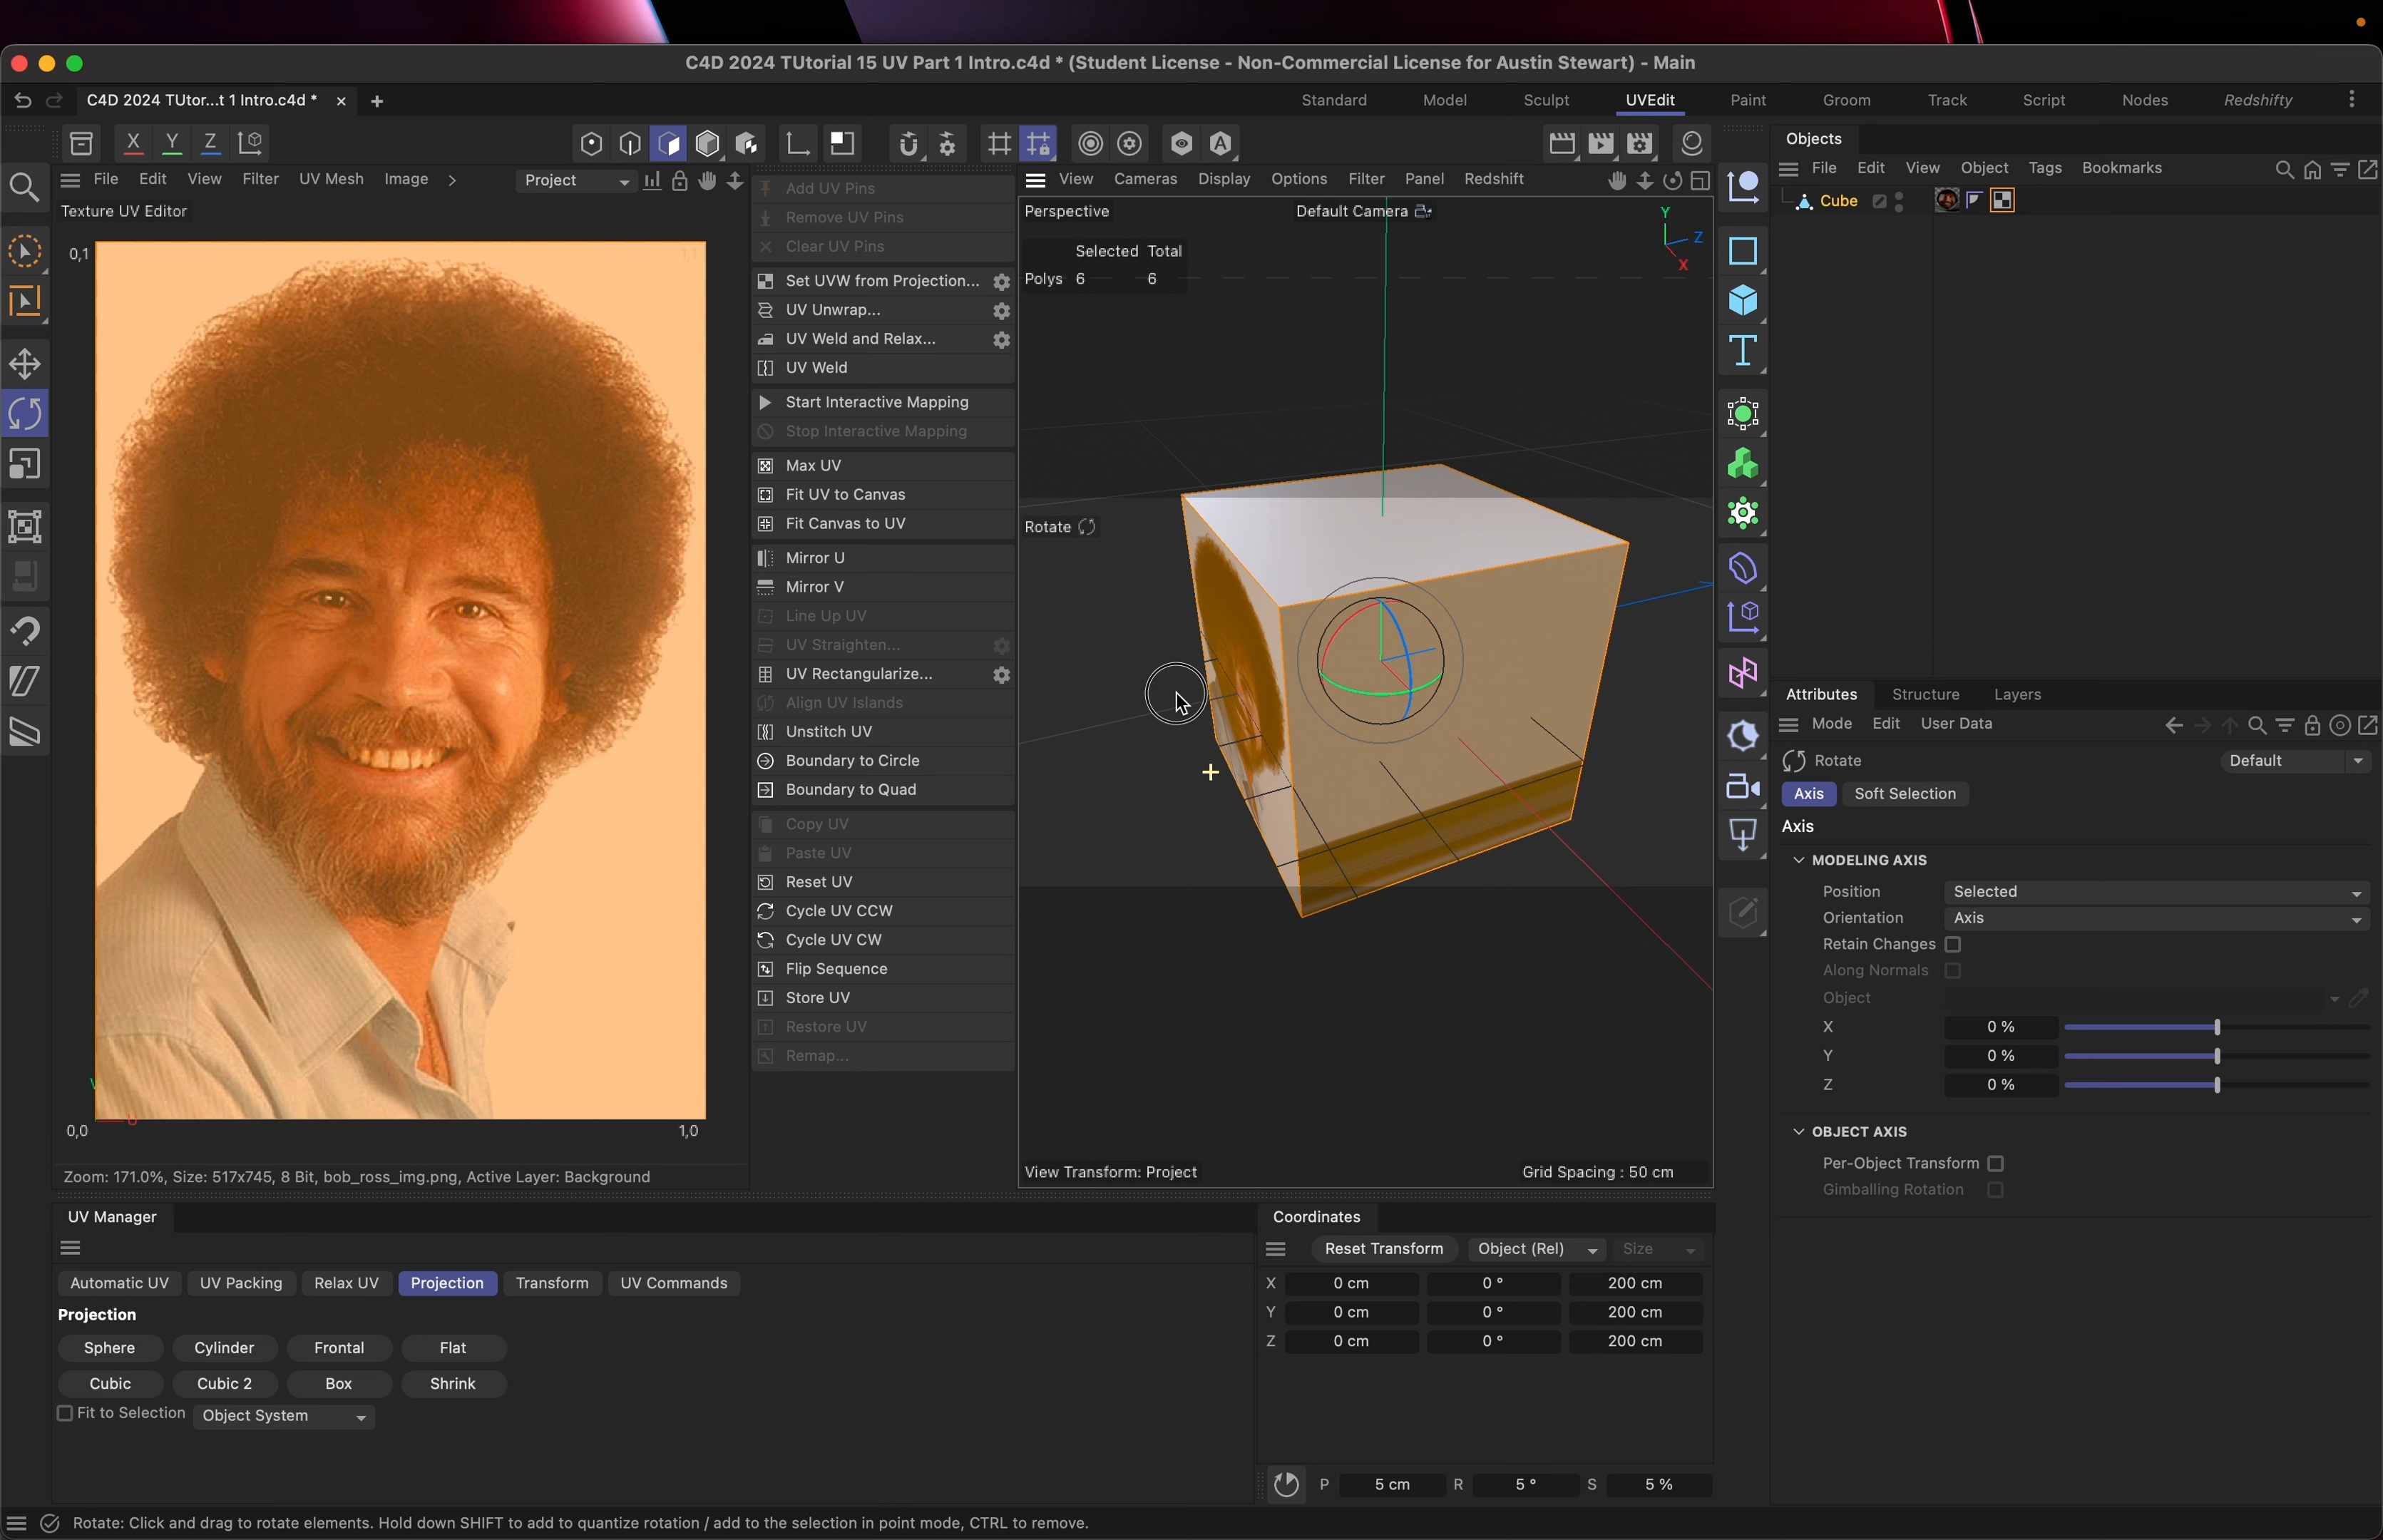 C4D 2024 TUtorial 15 UV Part 1 Intro.c4d * (Student License - Non-Commercial License for Austin Stewart) - Main
C4D 2024 TUtor...t 1 Intro.c4d *
Standard Model Sculpt UVEdit Paint Groom Track Script Nodes Redshifty
X Y Z
Objects
File Edit View Filter UV Mesh Image
Project
Texture UV Editor
0,1
1,1
0,0
1,0
Zoom: 171.0%, Size: 517x745, 8 Bit, bob_ross_img.png, Active Layer: Background
Add UV Pins
Remove UV Pins
Clear UV Pins
Set UVW from Projection...
UV Unwrap...
UV Weld and Relax...
UV Weld
Start Interactive Mapping
Stop Interactive Mapping
Max UV
Fit UV to Canvas
Fit Canvas to UV
Mirror U
Mirror V
Line Up UV
UV Straighten...
UV Rectangularize...
Align UV Islands
Unstitch UV
Boundary to Circle
Boundary to Quad
Copy UV
Paste UV
Reset UV
Cycle UV CCW
Cycle UV CW
Flip Sequence
Store UV
Restore UV
Remap...
View Cameras Display Options Filter Panel Redshift
Perspective
Default Camera
Selected Total
Polys 6 6
Y
Z
X
Rotate
View Transform: Project
Grid Spacing : 50 cm
File Edit View Object Tags Bookmarks
Cube
Attributes Structure Layers
Mode Edit User Data
Rotate
Default
Axis Soft Selection
Axis
MODELING AXIS
Position Selected
Orientation Axis
Retain Changes
Along Normals
Object
X 0 %
Y 0 %
Z 0 %
OBJECT AXIS
Per-Object Transform
Gimballing Rotation
UV Manager
Automatic UV UV Packing Relax UV Projection Transform UV Commands
Projection
Sphere Cylinder Frontal Flat
Cubic Cubic 2 Box Shrink
Fit to Selection Object System
Coordinates
Reset Transform Object (Rel) Size
X 0 cm 0 ° 200 cm
Y 0 cm 0 ° 200 cm
Z 0 cm 0 ° 200 cm
P 5 cm R 5 ° S 5 %
Rotate: Click and drag to rotate elements. Hold down SHIFT to add to quantize rotation / add to the selection in point mode, CTRL to remove.